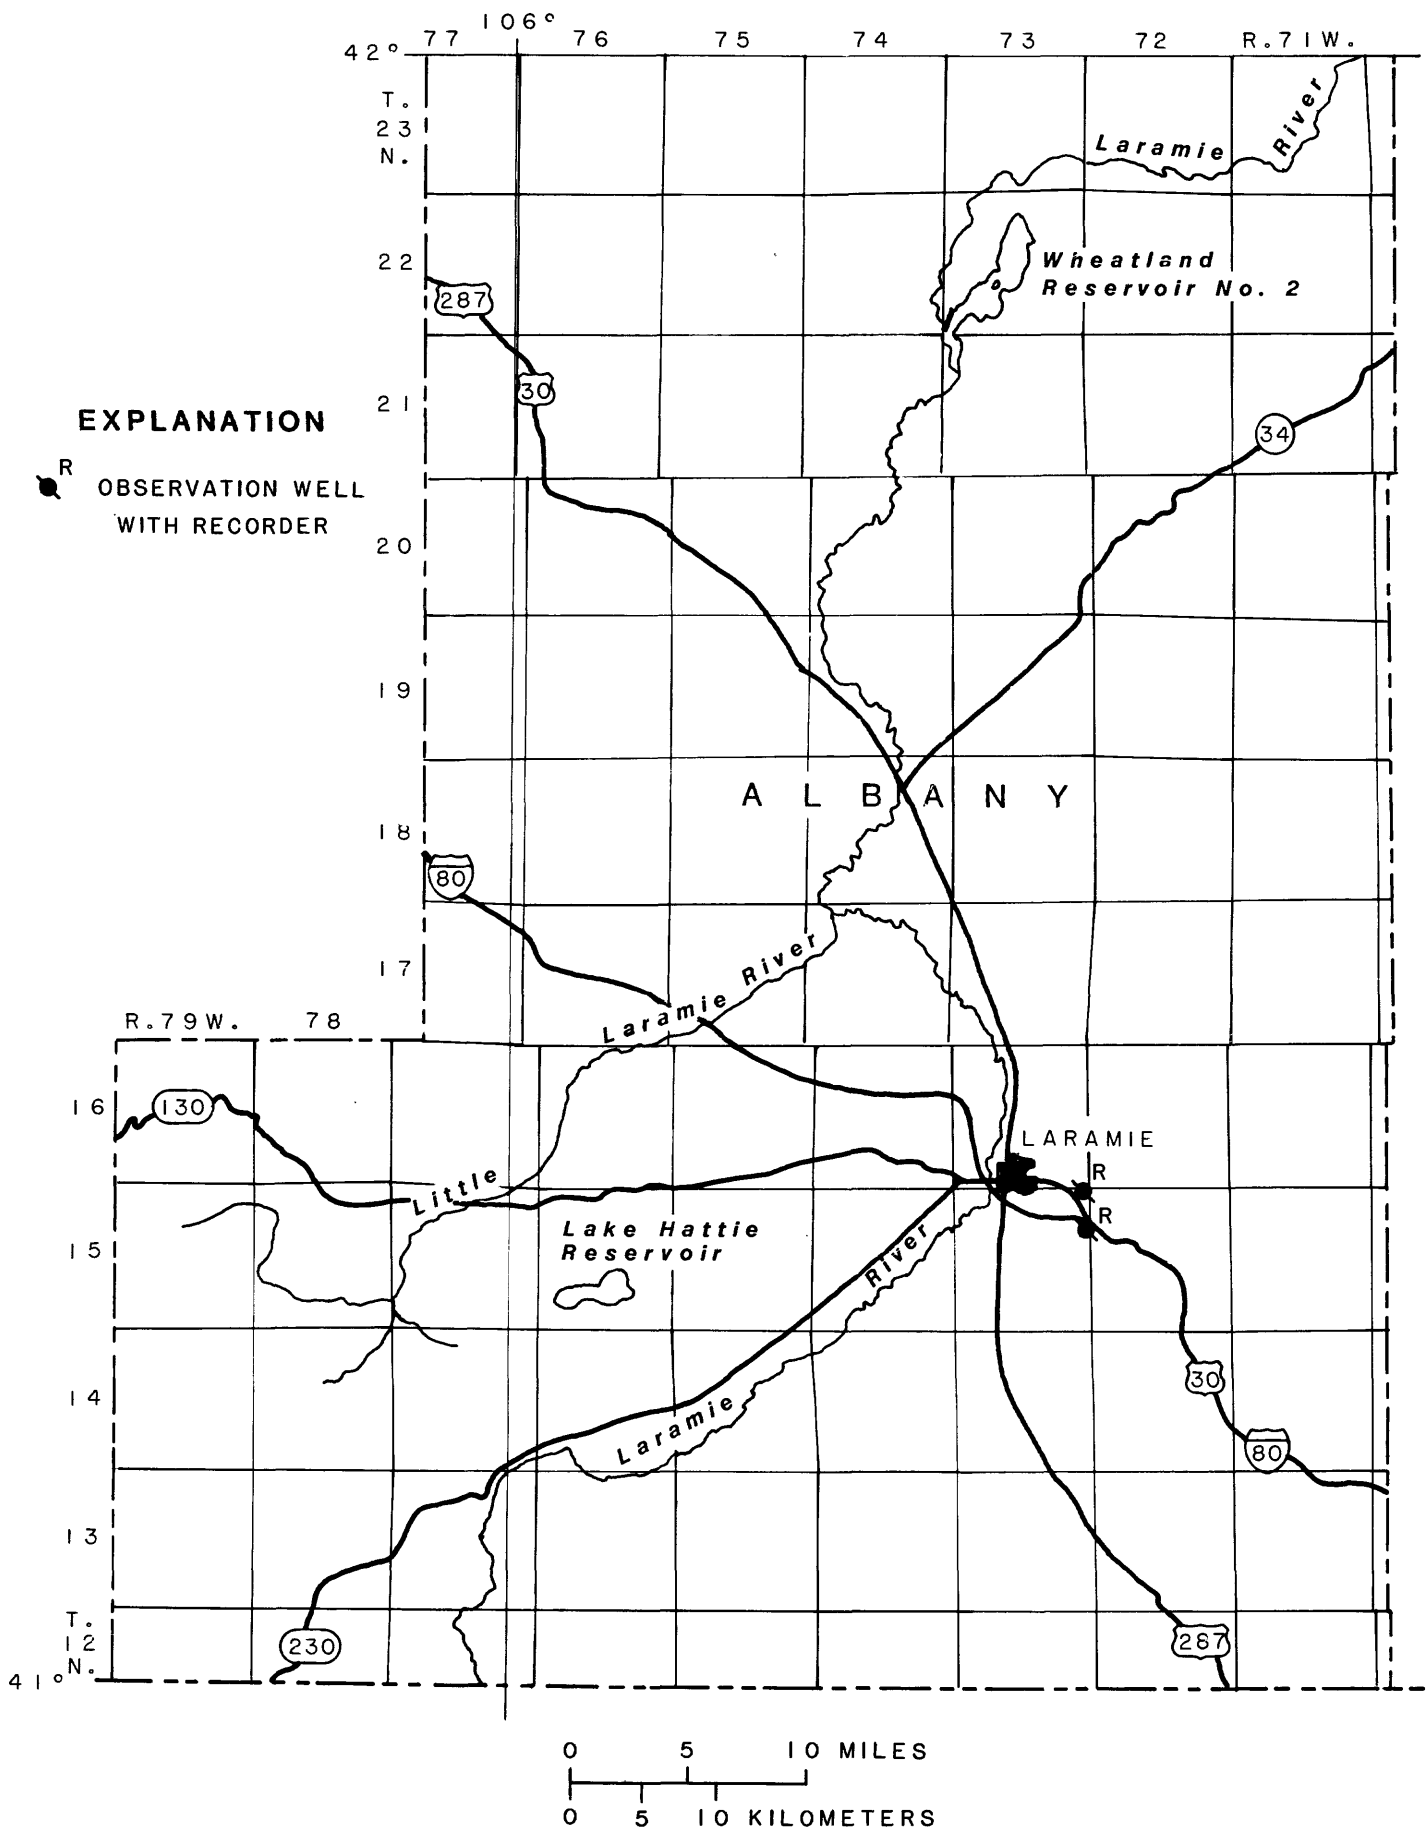 106°
42° 77 76 75 74 73 72 R.71W.
T.
23
N.
Laramie River
22
Wheatland
Reservoir No. 2
287
30
21
34
EXPLANATION
R
OBSERVATION WELL
WITH RECORDER
20
19
ALBANY
18
80
17
Laramie River
R.79W. 78
16
130
LARAMIE
R
Little
R
Lake Hattie
Reservoir
15
River
30
14
Laramie
80
13
T.
12
N.
230
287
41°
0 5 10 MILES
0 5 10 KILOMETERS